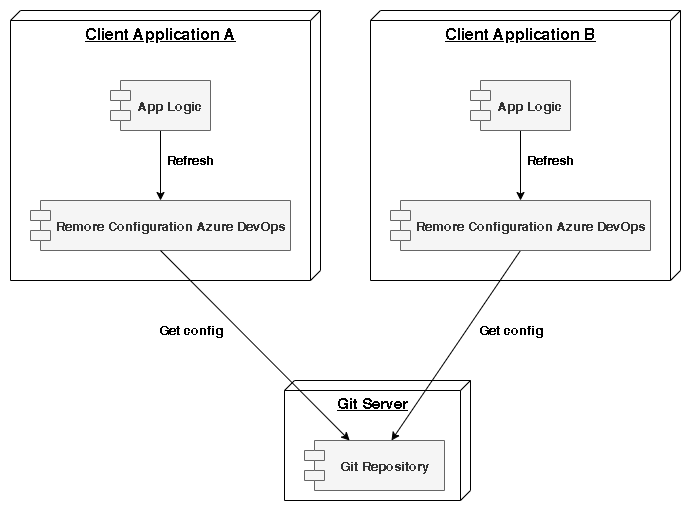 Client Application A
Client Application B
App Logic
App Logic
Refresh
Refresh
Remore Configuration Azure DevOps
Remore Configuration Azure DevOps
Get config
Get config
Git Server
Git Repository